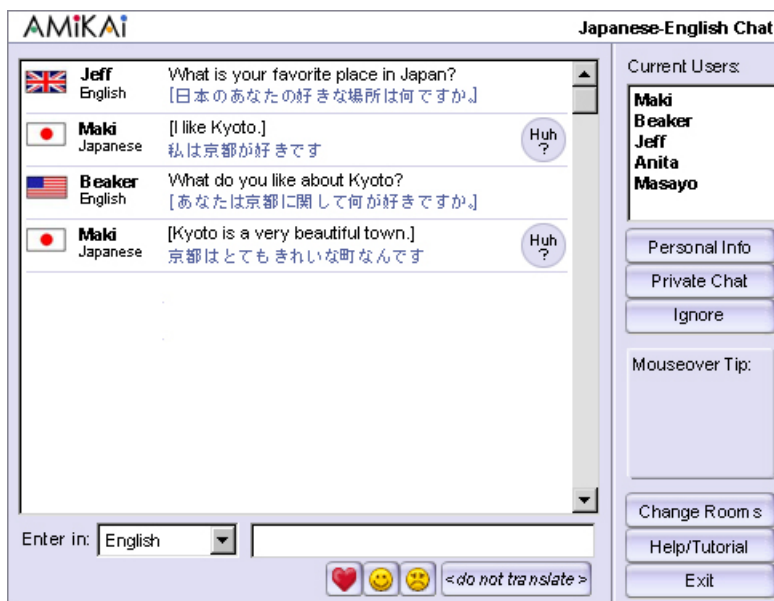 AMiKAi
Japanese-English Chat
Jeff
English
What is your favorite place in Japan?
[日本のあなたの好きな場所は何ですか。]
Maki
Japanese
[I like Kyoto.]
私は京都が好きです
Huh
?
Beaker
English
What do you like about Kyoto?
[あなたは京都に関して何が好きですか。]
Maki
Japanese
[Kyoto is a very beautiful town.]
京都はとてもきれいな町なんです
Huh
?
Enter in:
English
<do not translate>
Current Users:
Maki
Beaker
Jeff
Anita
Masayo
Personal Info
Private Chat
Ignore
Mouseover Tip:
Change Rooms
Help/Tutorial
Exit